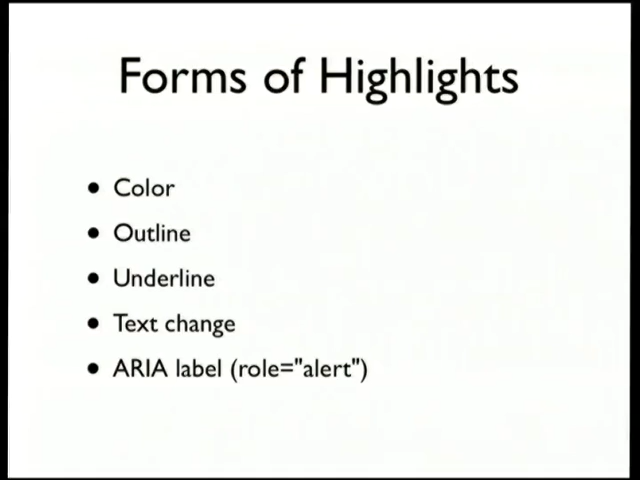 Forms of Highlights
• Color
• Outline
• Underline
• Text change
• ARIA label (role="alert")